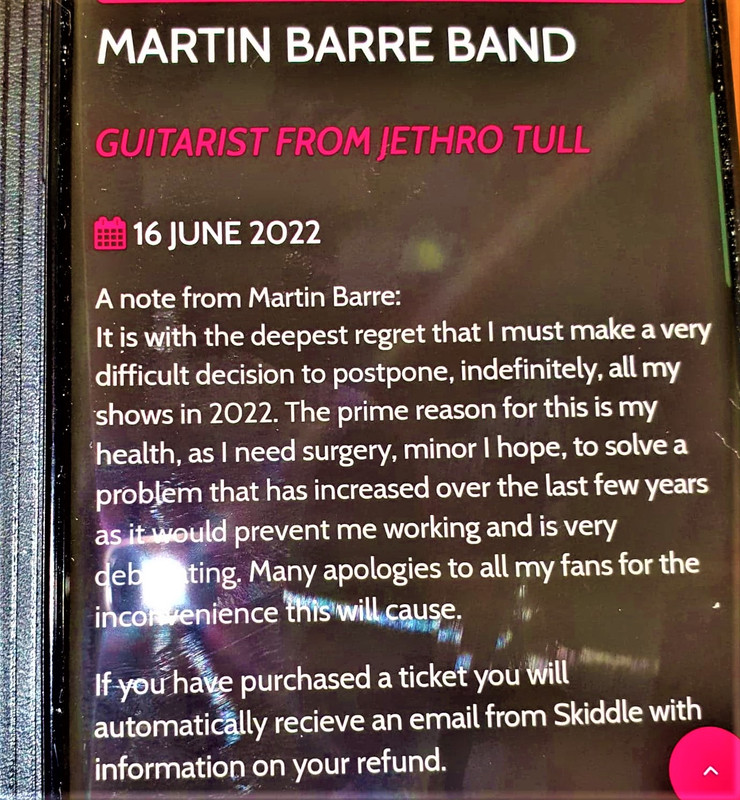 MARTIN BARRE BAND
GUITARIST FROM JETHRO TULL
16 JUNE 2022
A note from Martin Barre:
It is with the deepest regret that I must make a very
difficult decision to postpone, indefinitely, all my
shows in 2022. The prime reason for this is my
health, as I need surgery, minor I hope, to solve a
problem that has increased over the last few years
as it would prevent me working and is very
debilitating. Many apologies to all my fans for the
inconvenience this will cause.
If you have purchased a ticket you will
automatically recieve an email from Skiddle with
information on your refund.